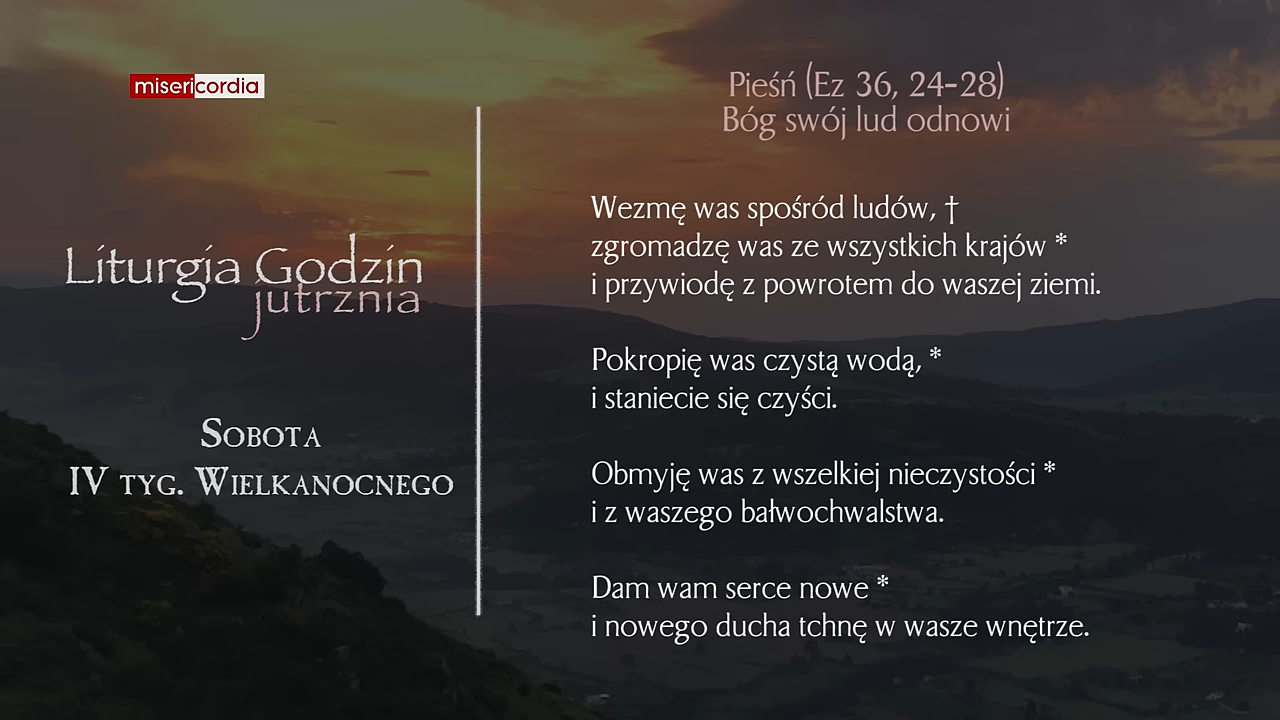 misericordia
Liturgia Godzin
jutrznia
Sobota
IV tyg. Wielkanocnego
Pieśń (Ez 36, 24-28)
Bóg swój lud odnowi
Wezmę was spośród ludów, †
zgromadzę was ze wszystkich krajów *
i przywiodę z powrotem do waszej ziemi.
Pokropię was czystą wodą, *
i staniecie się czyści.
Obmyję was z wszelkiej nieczystości *
i z waszego bałwochwalstwa.
Dam wam serce nowe *
i nowego ducha tchnę w wasze wnętrze.